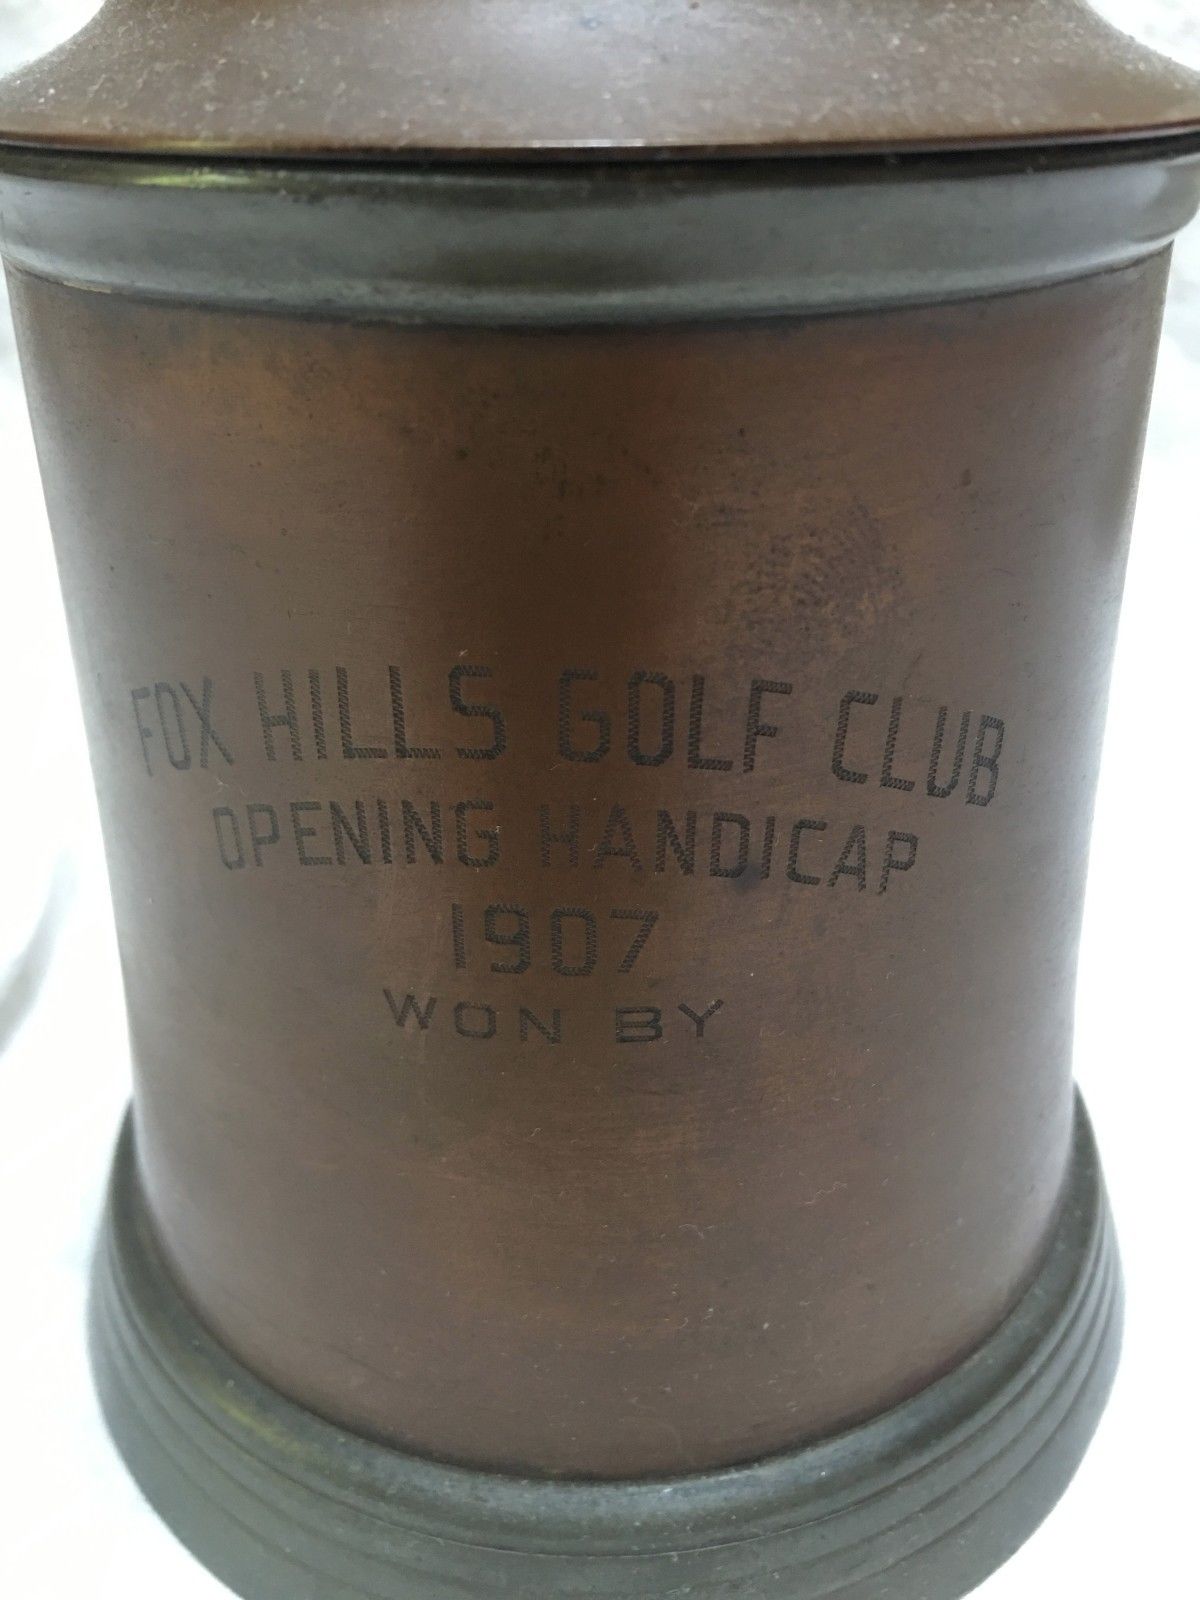 FOX HILLS GOLF CLUB
OPENING HANDICAP
1907
WON BY